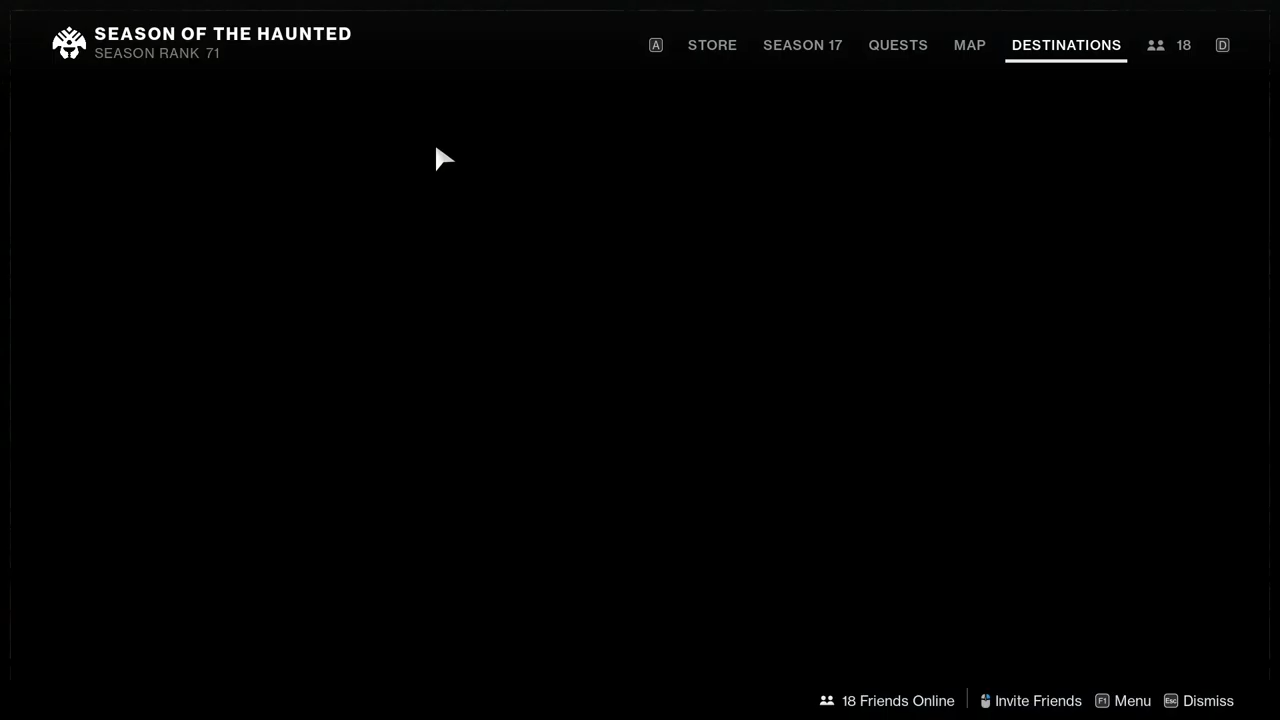 SEASON OF THE HAUNTED
SEASON RANK 71
A STORE SEASON 17 QUESTS MAP DESTINATIONS 18 D
18 Friends Online Invite Friends F1 Menu Esc Dismiss